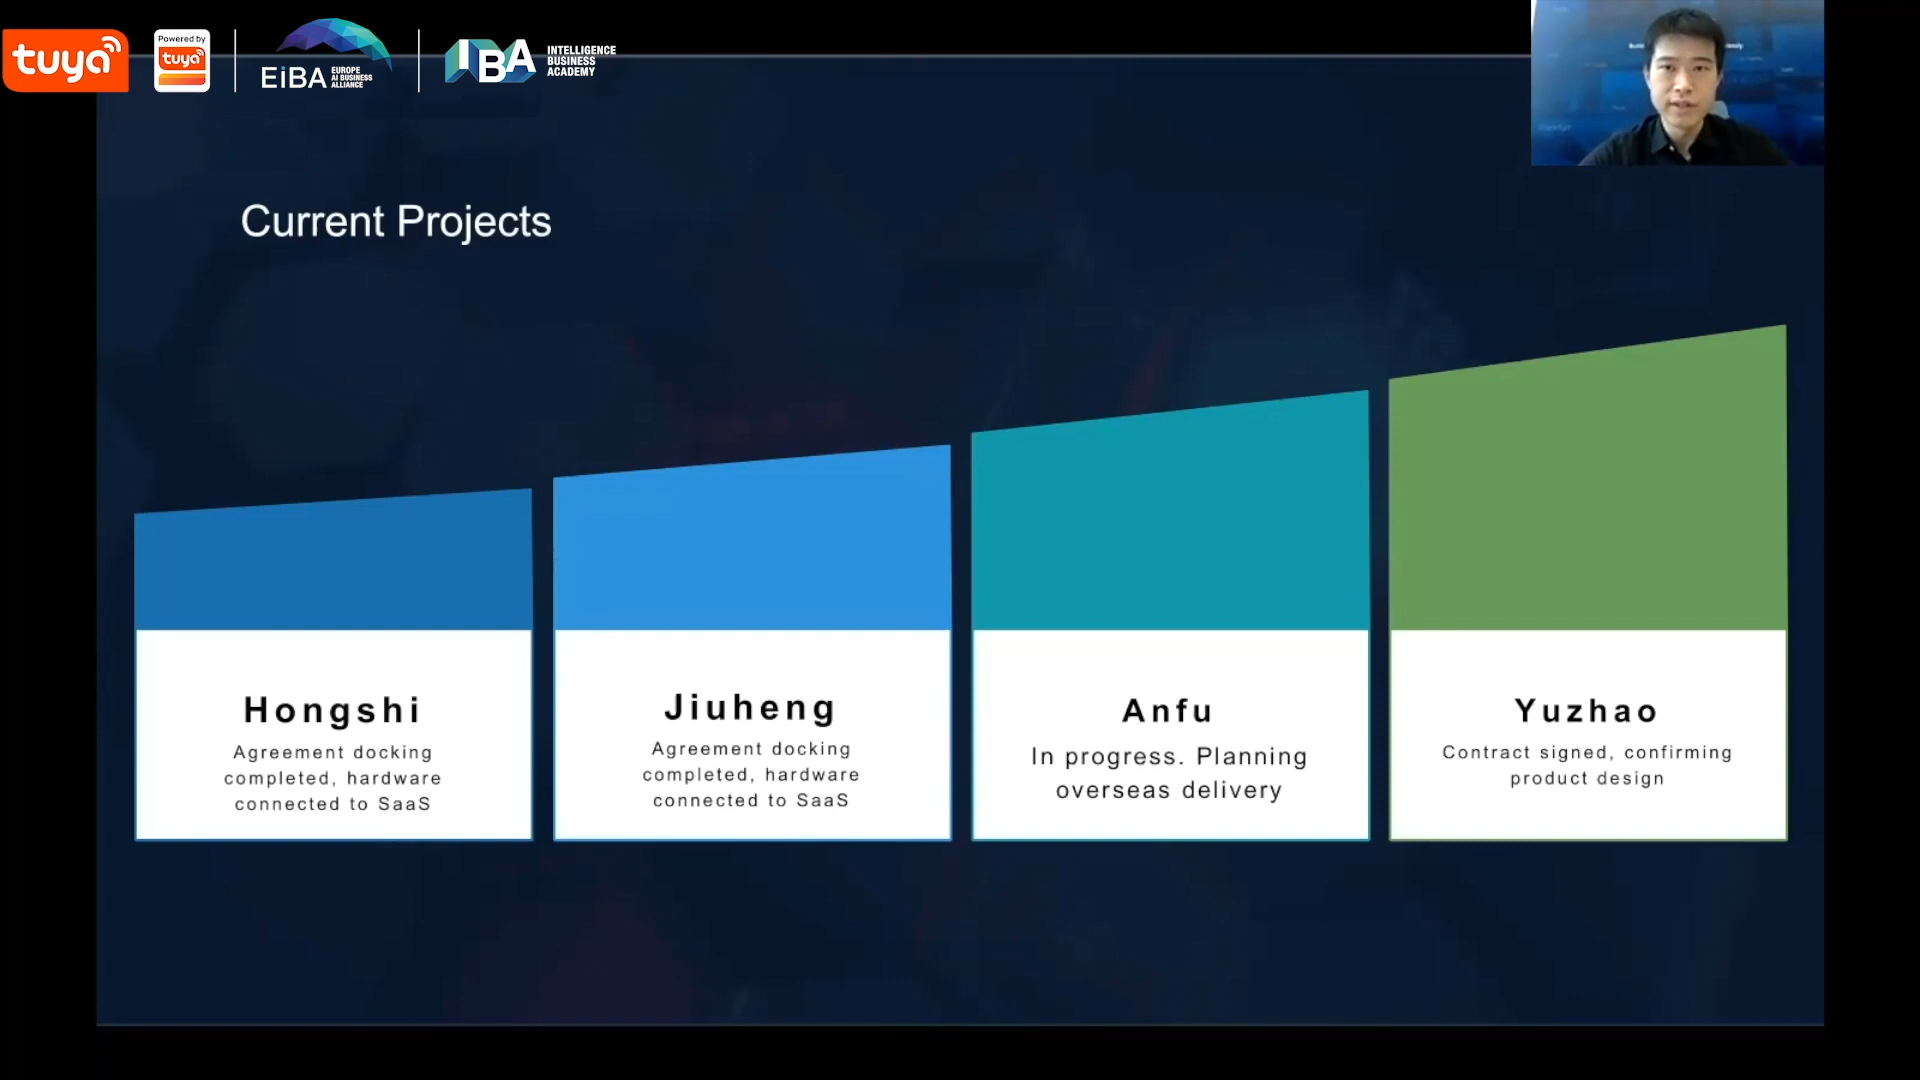 tuya
Powered by
tuya
EiBA
EUROPE
AI BUSINESS
ALLIANCE
IBA
INTELLIGENCE
BUSINESS
ACADEMY
Current Projects
Hongshi
Agreement docking
completed, hardware
connected to SaaS
Jiuheng
Agreement docking
completed, hardware
connected to SaaS
Anfu
In progress. Planning
overseas delivery
Yuzhao
Contract signed, confirming
product design